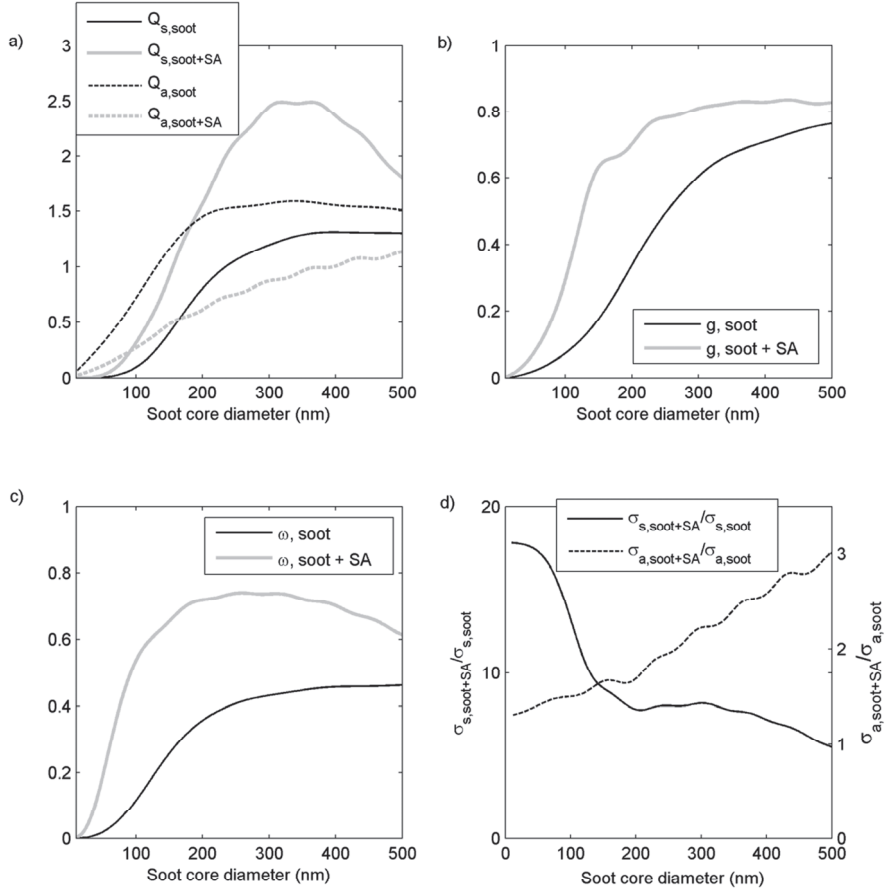 a)
Q_s,soot
Q_s,soot+SA
Q_a,soot
Q_a,soot+SA
3
2.5
2
1.5
1
0.5
0
100 200 300 400 500
Soot core diameter (nm)
b)
1
0.8
0.6
0.4
0.2
0
g, soot
g, soot + SA
100 200 300 400 500
Soot core diameter (nm)
c)
1
0.8
0.6
0.4
0.2
0
ω, soot
ω, soot + SA
100 200 300 400 500
Soot core diameter (nm)
d)
σ_s,soot+SA/σ_s,soot
σ_a,soot+SA/σ_a,soot
20
10
0
σ_s,soot+SA/σ_s,soot
3
2
1
0
σ_a,soot+SA/σ_a,soot
0 100 200 300 400 500
Soot core diameter (nm)